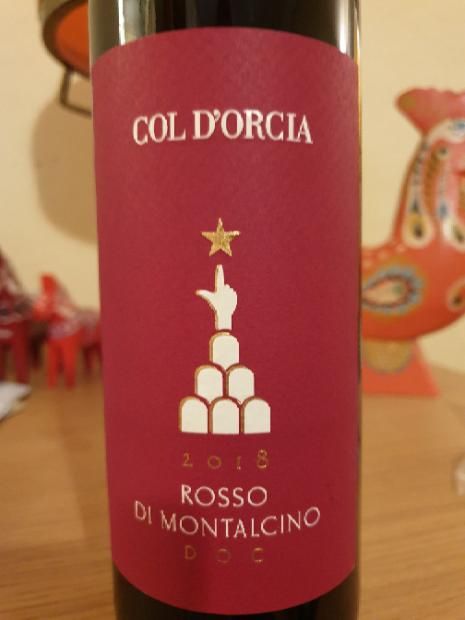 COL D'ORCIA
2018
ROSSO
DI MONTALCINO
DOC